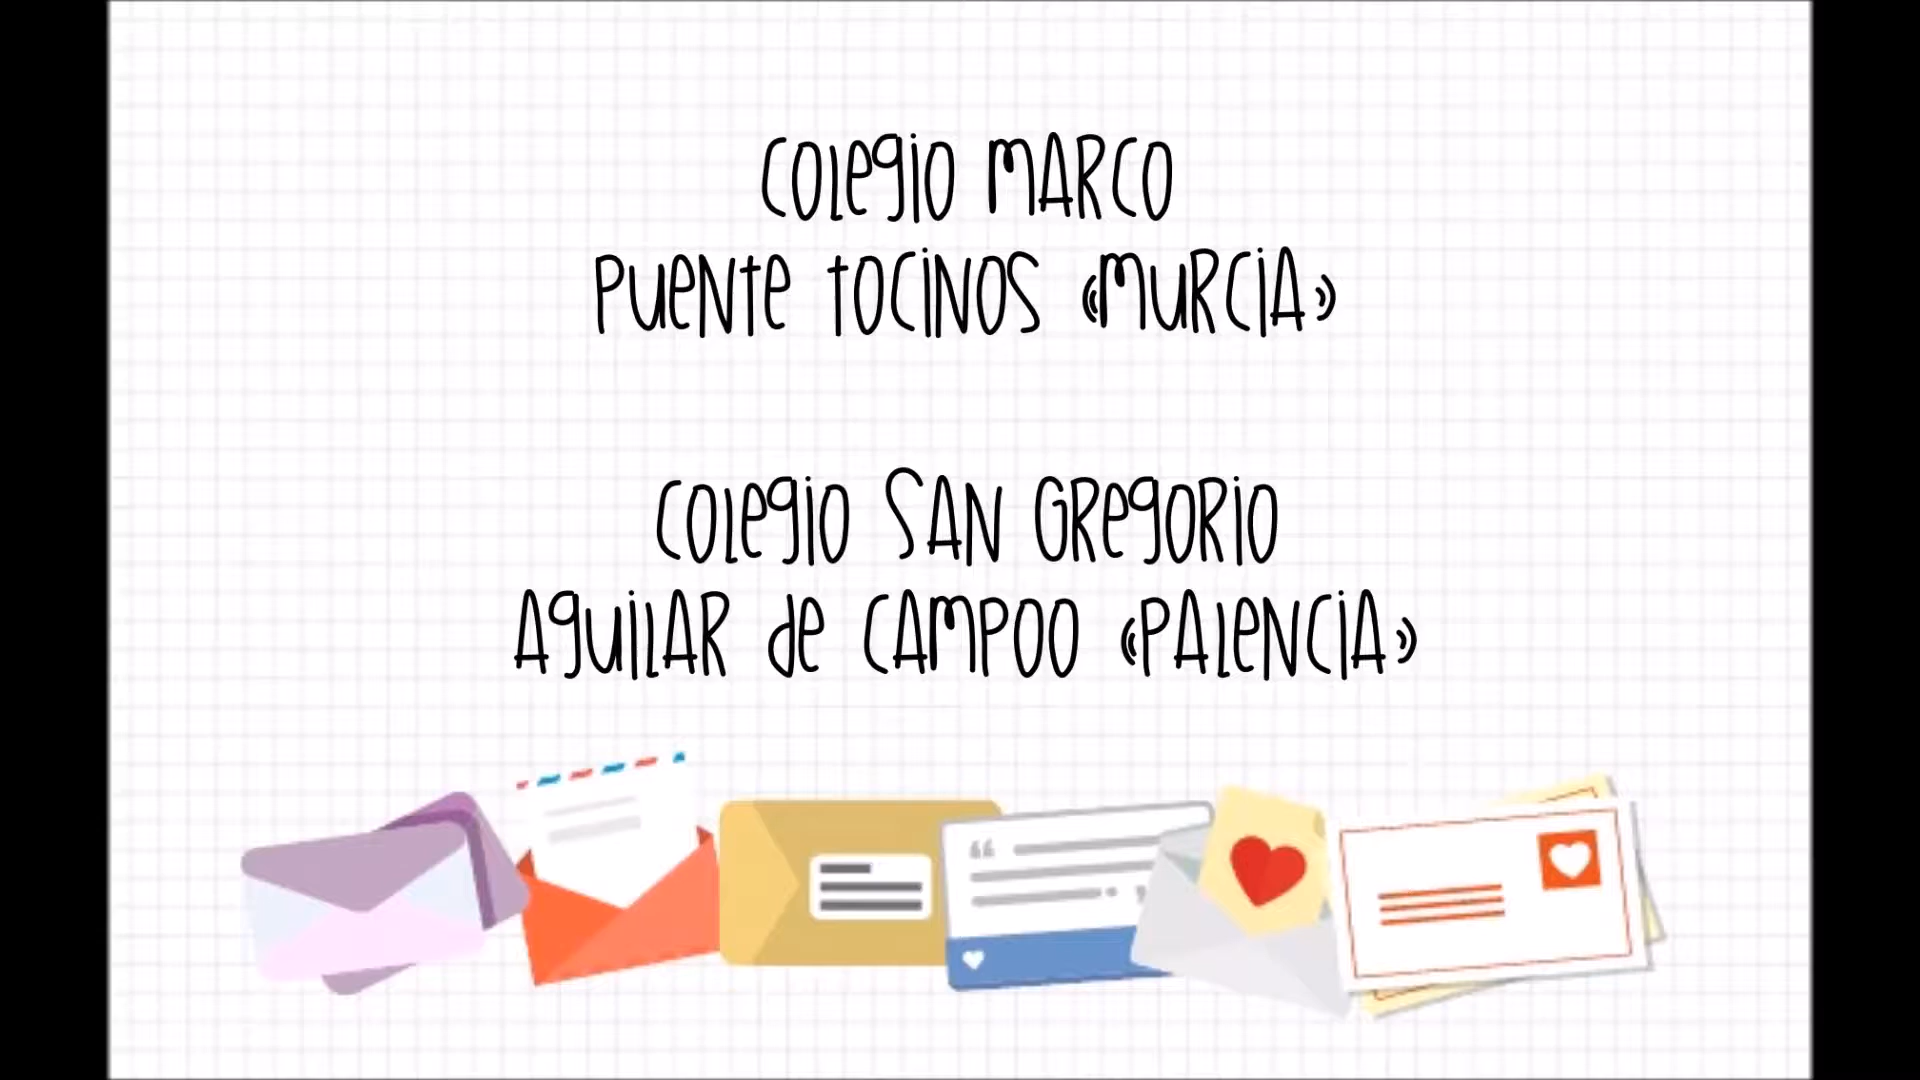 COLEGIO MARCO
PUENTE TOCINOS «MURCIA»
COLEGIO SAN GREGORIO
AGUILAR DE CAMPOO «PALENCIA»